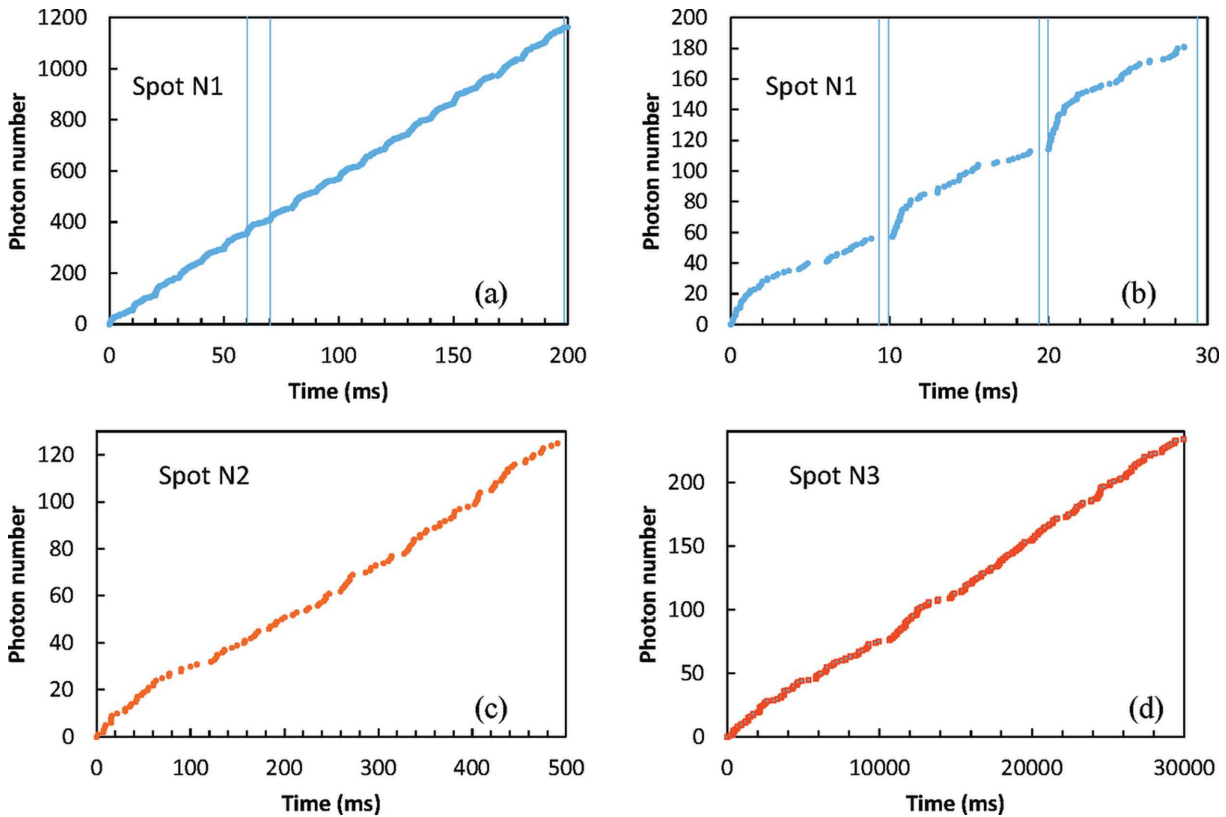 1200
1000
800
600
400
200
0
Photon number
Spot N1
(a)
0 50 100 150 200
Time (ms)
200
180
160
140
120
100
80
60
40
20
0
Photon number
Spot N1
(b)
0 10 20 30
Time (ms)
120
100
80
60
40
20
0
Photon number
Spot N2
(c)
0 100 200 300 400 500
Time (ms)
200
150
100
50
0
Photon number
Spot N3
(d)
0 10000 20000 30000
Time (ms)